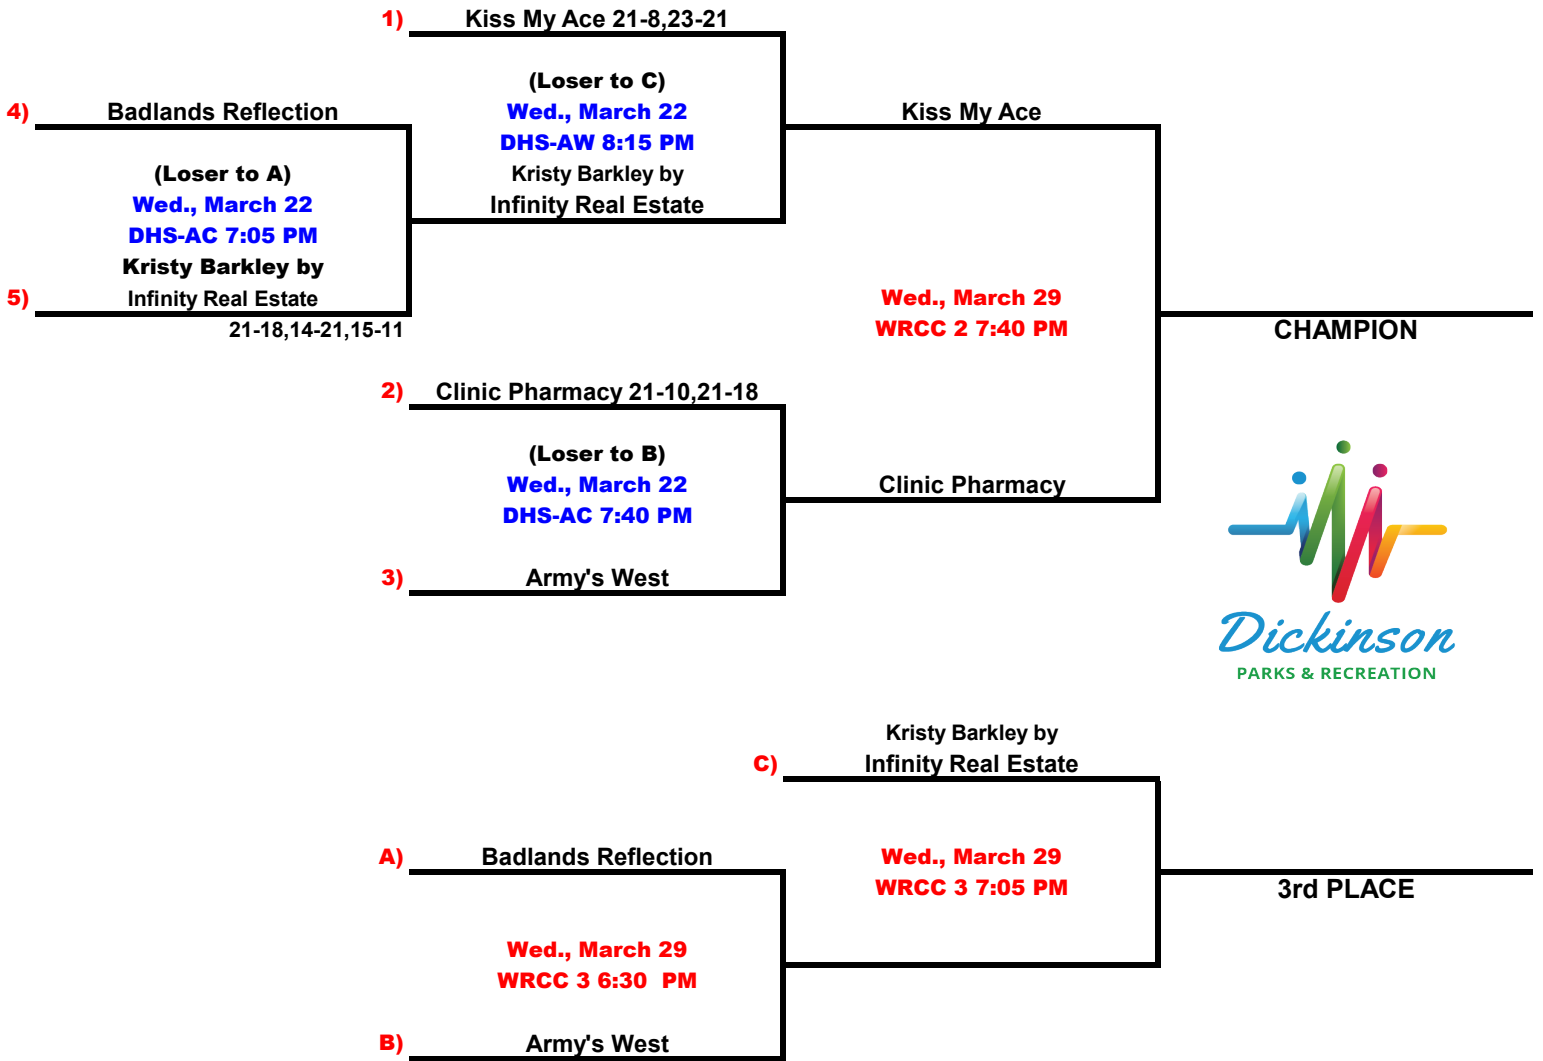 1) Kiss My Ace 21-8,23-21
(Loser to C)
Wed., March 22
DHS-AW 8:15 PM
Kristy Barkley by
Infinity Real Estate
4) Badlands Reflection
(Loser to A)
Wed., March 22
DHS-AC 7:05 PM
Kristy Barkley by
5) Infinity Real Estate
21-18,14-21,15-11
Kiss My Ace
Wed., March 29
WRCC 2 7:40 PM
CHAMPION
2) Clinic Pharmacy 21-10,21-18
(Loser to B)
Wed., March 22
DHS-AC 7:40 PM
3) Army's West
Clinic Pharmacy
Dickinson
PARKS & RECREATION
Kristy Barkley by
C) Infinity Real Estate
A) Badlands Reflection
Wed., March 29
WRCC 3 7:05 PM
3rd PLACE
Wed., March 29
WRCC 3 6:30  PM
B) Army's West